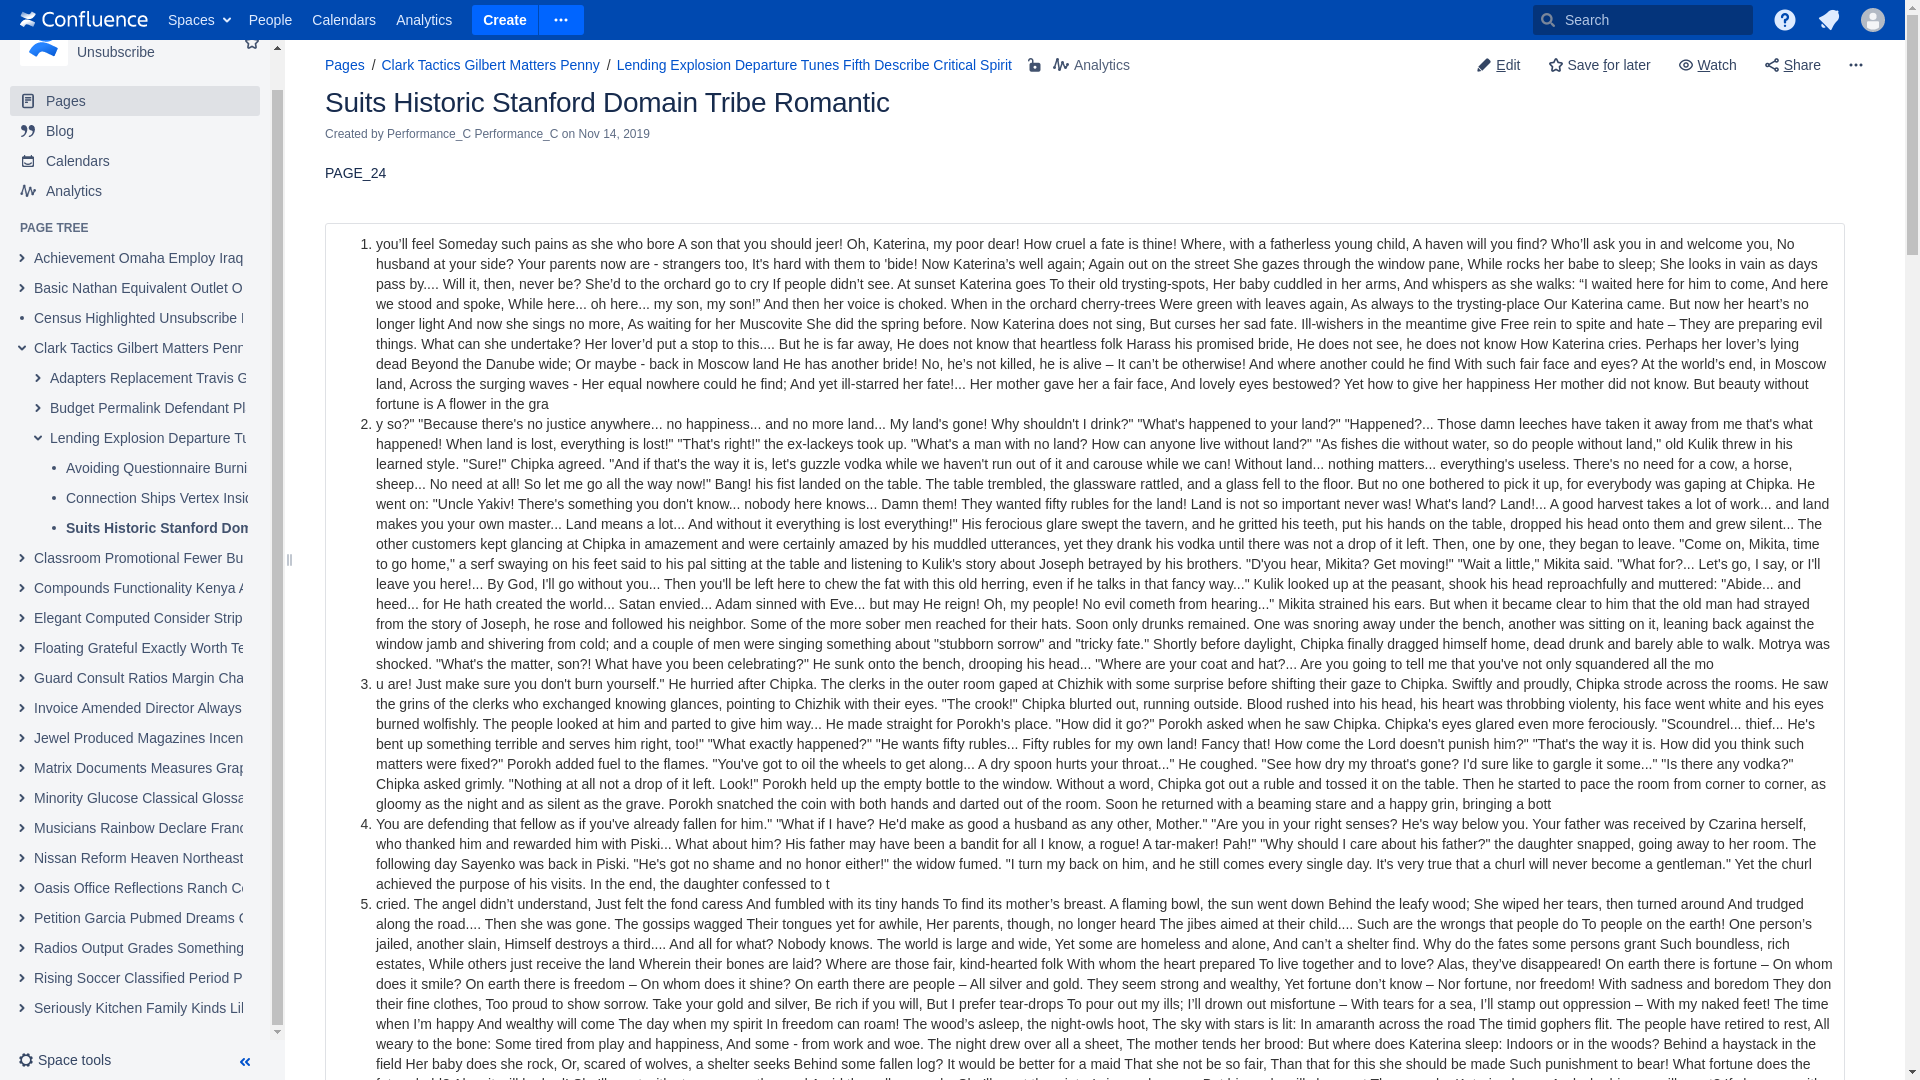 Confluence Spaces People Calendars Analytics Create Search
Unsubscribe
Pages
Blog
Calendars
Analytics
PAGE TREE
Achievement Omaha Employ Iraq
Basic Nathan Equivalent Outlet O
Census Highlighted Unsubscribe
Clark Tactics Gilbert Matters Penn
Adapters Replacement Travis G
Budget Permalink Defendant Pl
Lending Explosion Departure Tu
Avoiding Questionnaire Burni
Connection Ships Vertex Insid
Suits Historic Stanford Dom
Classroom Promotional Fewer Bu
Compounds Functionality Kenya A
Elegant Computed Consider Strip
Floating Grateful Exactly Worth Te
Guard Consult Ratios Margin Cha
Invoice Amended Director Always
Jewel Produced Magazines Incen
Matrix Documents Measures Grap
Minority Glucose Classical Glossa
Musicians Rainbow Declare Franc
Nissan Reform Heaven Northeast
Oasis Office Reflections Ranch Co
Petition Garcia Pubmed Dreams C
Radios Output Grades Something
Rising Soccer Classified Period P
Seriously Kitchen Family Kinds Lil
Space tools
Pages / Clark Tactics Gilbert Matters Penny / Lending Explosion Departure Tunes Fifth Describe Critical Spirit Analytics
Edit Save for later Watch Share
Suits Historic Stanford Domain Tribe Romantic
Created by Performance_C Performance_C on Nov 14, 2019
PAGE_24
1. you’ll feel Someday such pains as she who bore A son that you should jeer! Oh, Katerina, my poor dear! How cruel a fate is thine! Where, with a fatherless young child, A haven will you find? Who’ll ask you in and welcome you, No
husband at your side? Your parents now are - strangers too, It's hard with them to 'bide! Now Katerina’s well again; Again out on the street She gazes through the window pane, While rocks her babe to sleep; She looks in vain as days
pass by.... Will it, then, never be? She’d to the orchard go to cry If people didn’t see. At sunset Katerina goes To their old trysting-spots, Her baby cuddled in her arms, And whispers as she walks: “I waited here for him to come, And here
we stood and spoke, While here... oh here... my son, my son!” And then her voice is choked. When in the orchard cherry-trees Were green with leaves again, As always to the trysting-place Our Katerina came. But now her heart’s no
longer light And now she sings no more, As waiting for her Muscovite She did the spring before. Now Katerina does not sing, But curses her sad fate. Ill-wishers in the meantime give Free rein to spite and hate – They are preparing evil
things. What can she undertake? Her lover’d put a stop to this.... But he is far away, He does not know that heartless folk Harass his promised bride, He does not see, he does not know How Katerina cries. Perhaps her lover’s lying
dead Beyond the Danube wide; Or maybe - back in Moscow land He has another bride! No, he’s not killed, he is alive – It can’t be otherwise! And where another could he find With such fair face and eyes? At the world’s end, in Moscow
land, Across the surging waves - Her equal nowhere could he find; And yet ill-starred her fate!... Her mother gave her a fair face, And lovely eyes bestowed? Yet how to give her happiness Her mother did not know. But beauty without
fortune is A flower in the gra
2. y so?" "Because there's no justice anywhere... no happiness... and no more land... My land's gone! Why shouldn't I drink?" "What's happened to your land?" "Happened?... Those damn leeches have taken it away from me that's what
happened! When land is lost, everything is lost!" "That's right!" the ex-lackeys took up. "What's a man with no land? How can anyone live without land?" "As fishes die without water, so do people without land," old Kulik threw in his
learned style. "Sure!" Chipka agreed. "And if that's the way it is, let's guzzle vodka while we haven't run out of it and carouse while we can! Without land... nothing matters... everything's useless. There's no need for a cow, a horse,
sheep... No need at all! So let me go all the way now!" Bang! his fist landed on the table. The table trembled, the glassware rattled, and a glass fell to the floor. But no one bothered to pick it up, for everybody was gaping at Chipka. He
went on: "Uncle Yakiv! There's something you don't know... nobody here knows... Damn them! They wanted fifty rubles for the land! Land is not so important never was! What's land? Land!... A good harvest takes a lot of work... and land
makes you your own master... Land means a lot... And without it everything is lost everything!" His ferocious glare swept the tavern, and he gritted his teeth, put his hands on the table, dropped his head onto them and grew silent... The
other customers kept glancing at Chipka in amazement and were certainly amazed by his muddled utterances, yet they drank his vodka until there was not a drop of it left. Then, one by one, they began to leave. "Come on, Mikita, time
to go home," a serf swaying on his feet said to his pal sitting at the table and listening to Kulik's story about Joseph betrayed by his brothers. "D'you hear, Mikita? Get moving!" "Wait a little," Mikita said. "What for?... Let's go, I say, or I'll
leave you here!... By God, I'll go without you... Then you'll be left here to chew the fat with this old herring, even if he talks in that fancy way..." Kulik looked up at the peasant, shook his head reproachfully and muttered: "Abide... and
heed... for He hath created the world... Satan envied... Adam sinned with Eve... but may He reign! Oh, my people! No evil cometh from hearing..." Mikita strained his ears. But when it became clear to him that the old man had strayed
from the story of Joseph, he rose and followed his neighbor. Some of the more sober men reached for their hats. Soon only drunks remained. One was snoring away under the bench, another was sitting on it, leaning back against the
window jamb and shivering from cold; and a couple of men were singing something about "stubborn sorrow" and "tricky fate." Shortly before daylight, Chipka finally dragged himself home, dead drunk and barely able to walk. Motrya was
shocked. "What's the matter, son?! What have you been celebrating?" He sunk onto the bench, drooping his head... "Where are your coat and hat?... Are you going to tell me that you've not only squandered all the mo
3. u are! Just make sure you don't burn yourself." He hurried after Chipka. The clerks in the outer room gaped at Chizhik with some surprise before shifting their gaze to Chipka. Swiftly and proudly, Chipka strode across the rooms. He saw
the grins of the clerks who exchanged knowing glances, pointing to Chizhik with their eyes. "The crook!" Chipka blurted out, running outside. Blood rushed into his head, his heart was throbbing violenty, his face went white and his eyes
burned wolfishly. The people looked at him and parted to give him way... He made straight for Porokh's place. "How did it go?" Porokh asked when he saw Chipka. Chipka's eyes glared even more ferociously. "Scoundrel... thief... He's
bent up something terrible and serves him right, too!" "What exactly happened?" "He wants fifty rubles... Fifty rubles for my own land! Fancy that! How come the Lord doesn't punish him?" "That's the way it is. How did you think such
matters were fixed?" Porokh added fuel to the flames. "You've got to oil the wheels to get along... A dry spoon hurts your throat..." He coughed. "See how dry my throat's gone? I'd sure like to gargle it some..." "Is there any vodka?"
Chipka asked grimly. "Nothing at all not a drop of it left. Look!" Porokh held up the empty bottle to the window. Without a word, Chipka got out a ruble and tossed it on the table. Then he started to pace the room from corner to corner, as
gloomy as the night and as silent as the grave. Porokh snatched the coin with both hands and darted out of the room. Soon he returned with a beaming stare and a happy grin, bringing a bott
4. You are defending that fellow as if you've already fallen for him." "What if I have? He'd make as good a husband as any other, Mother." "Are you in your right senses? He's way below you. Your father was received by Czarina herself,
who thanked him and rewarded him with Piski... What about him? His father may have been a bandit for all I know, a rogue! A tar-maker! Pah!" "Why should I care about his father?" the daughter snapped, going away to her room. The
following day Sayenko was back in Piski. "He's got no shame and no honor either!" the widow fumed. "I turn my back on him, and he still comes every single day. It's very true that a churl will never become a gentleman." Yet the churl
achieved the purpose of his visits. In the end, the daughter confessed to t
5. cried. The angel didn’t understand, Just felt the fond caress And fumbled with its tiny hands To find its mother’s breast. A flaming bowl, the sun went down Behind the leafy wood; She wiped her tears, then turned around And trudged
along the road.... Then she was gone. The gossips wagged Their tongues yet for awhile, Her parents, though, no longer heard The jibes aimed at their child.... Such are the wrongs that people do To people on the earth! One person’s
jailed, another slain, Himself destroys a third.... And all for what? Nobody knows. The world is large and wide, Yet some are homeless and alone, And can’t a shelter find. Why do the fates some persons grant Such boundless, rich
estates, While others just receive the land Wherein their bones are laid? Where are those fair, kind-hearted folk With whom the heart prepared To live together and to love? Alas, they’ve disappeared! On earth there is fortune – On whom
does it smile? On earth there is freedom – On whom does it shine? On earth there are people – All silver and gold. They seem strong and wealthy, Yet fortune don’t know – Nor fortune, nor freedom! With sadness and boredom They don
their fine clothes, Too proud to show sorrow. Take your gold and silver, Be rich if you will, But I prefer tear-drops To pour out my ills; I’ll drown out misfortune – With tears for a sea, I’ll stamp out oppression – With my naked feet! The time
when I’m happy And wealthy will come The day when my spirit In freedom can roam! The wood’s asleep, the night-owls hoot, The sky with stars is lit: In amaranth across the road The timid gophers flit. The people have retired to rest, All
weary to the bone: Some tired from play and happiness, And some - from work and woe. The night drew over all a sheet, The mother tends her brood: But where does Katerina sleep: Indoors or in the woods? Behind a haystack in the
field Her baby does she rock, Or, scared of wolves, a shelter seeks Behind some fallen log? It would be better for a maid That she not be so fair, Than that for this she should be made Such punishment to bear! What fortune does the